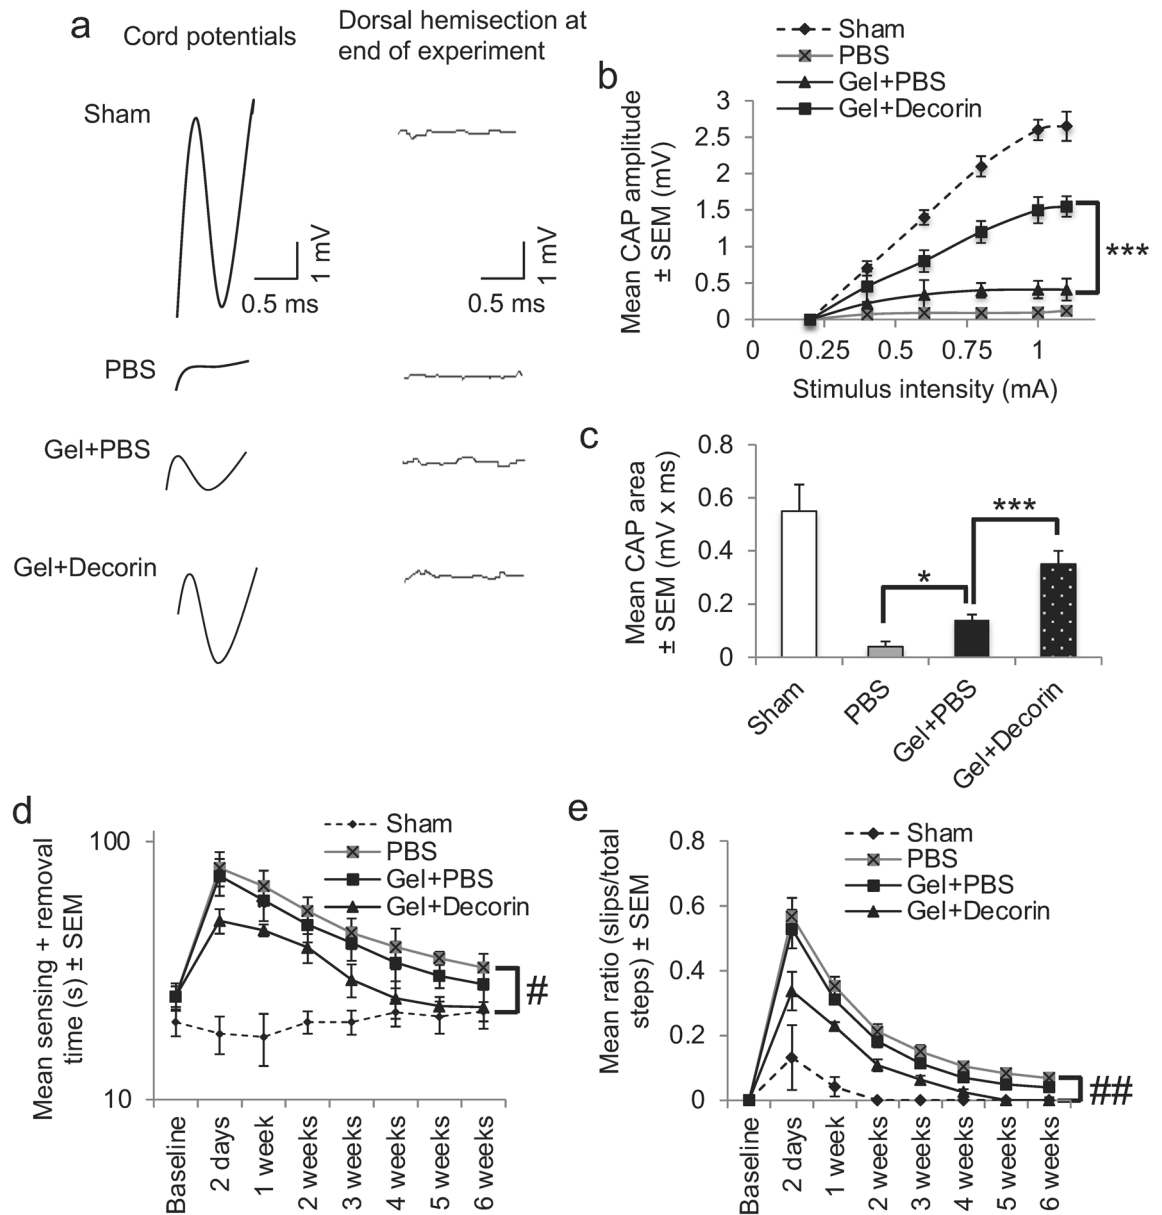 a
Cord potentials
Dorsal hemisection at
end of experiment
Sham
1 mV
0.5 ms
1 mV
0.5 ms
PBS
Gel+PBS
Gel+Decorin
b
Sham
PBS
Gel+PBS
Gel+Decorin
Mean CAP amplitude
± SEM (mV)
3
2.5
2
1.5
1
0.5
0
***
0 0.25 0.5 0.75 1
Stimulus intensity (mA)
c
Mean CAP area
± SEM (mV x ms)
0.8
0.6
0.4
0.2
0
*
***
Sham
PBS
Gel+PBS
Gel+Decorin
d
Mean sensing + removal
time (s) ± SEM
100
10
Sham
PBS
Gel+PBS
Gel+Decorin
#
Baseline
2 days
1 week
2 weeks
3 weeks
4 weeks
5 weeks
6 weeks
e
Mean ratio (slips/total
steps) ± SEM
0.8
0.6
0.4
0.2
0
Sham
PBS
Gel+PBS
Gel+Decorin
##
Baseline
2 days
1 week
2 weeks
3 weeks
4 weeks
5 weeks
6 weeks